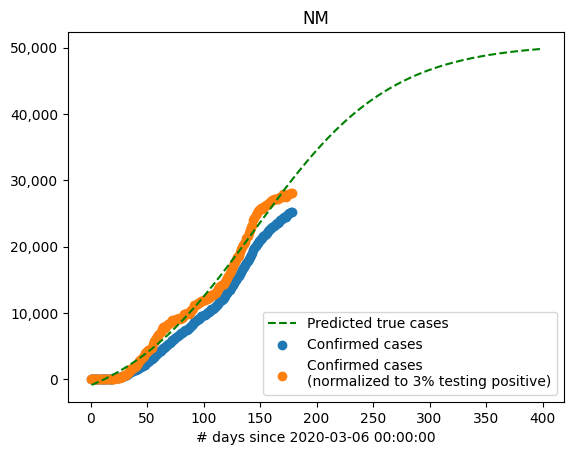 NM
50,000
40,000
30,000
20,000
10,000
0
0 50 100 150 200 250 300 350 400
# days since 2020-03-06 00:00:00
Predicted true cases
Confirmed cases
Confirmed cases
(normalized to 3% testing positive)